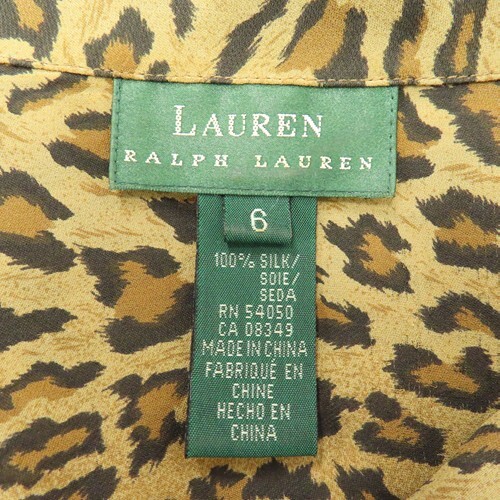 LAUREN
RALPH LAUREN
6
100% SILK/
SOIE/
SEDA
RN 54050
CA 08349
MADE IN CHINA
FABRIQUÉ EN
CHINE
HECHO EN
CHINA